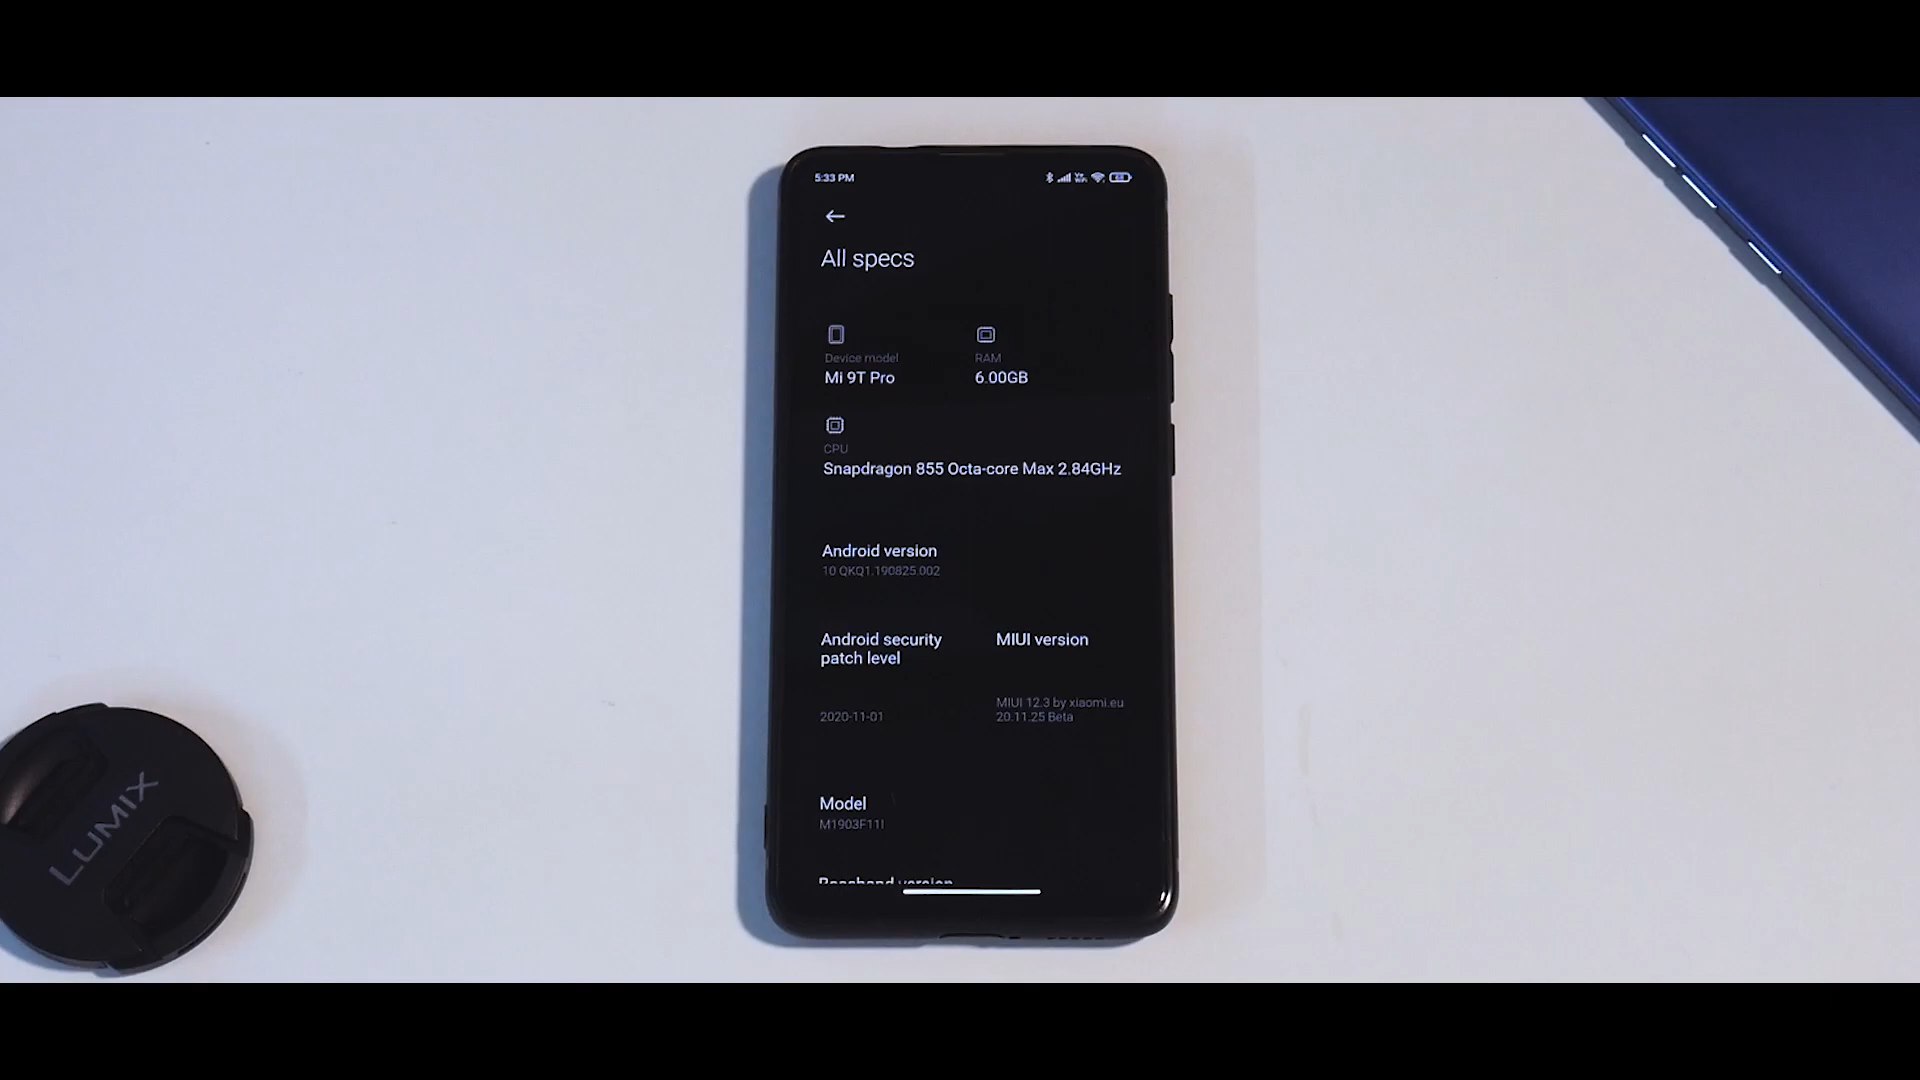 5:33 PM
All specs
Device model
Mi 9T Pro
RAM
6.00GB
CPU
Snapdragon 855 Octa-core Max 2.84GHz
Android version
10 QKQ1.190825.002
Android security
patch level
2020-11-01
MIUI version
MIUI 12.3 by xiaomi.eu
20.11.25 Beta
Model
M1903F11I
Baseband version
LUMIX